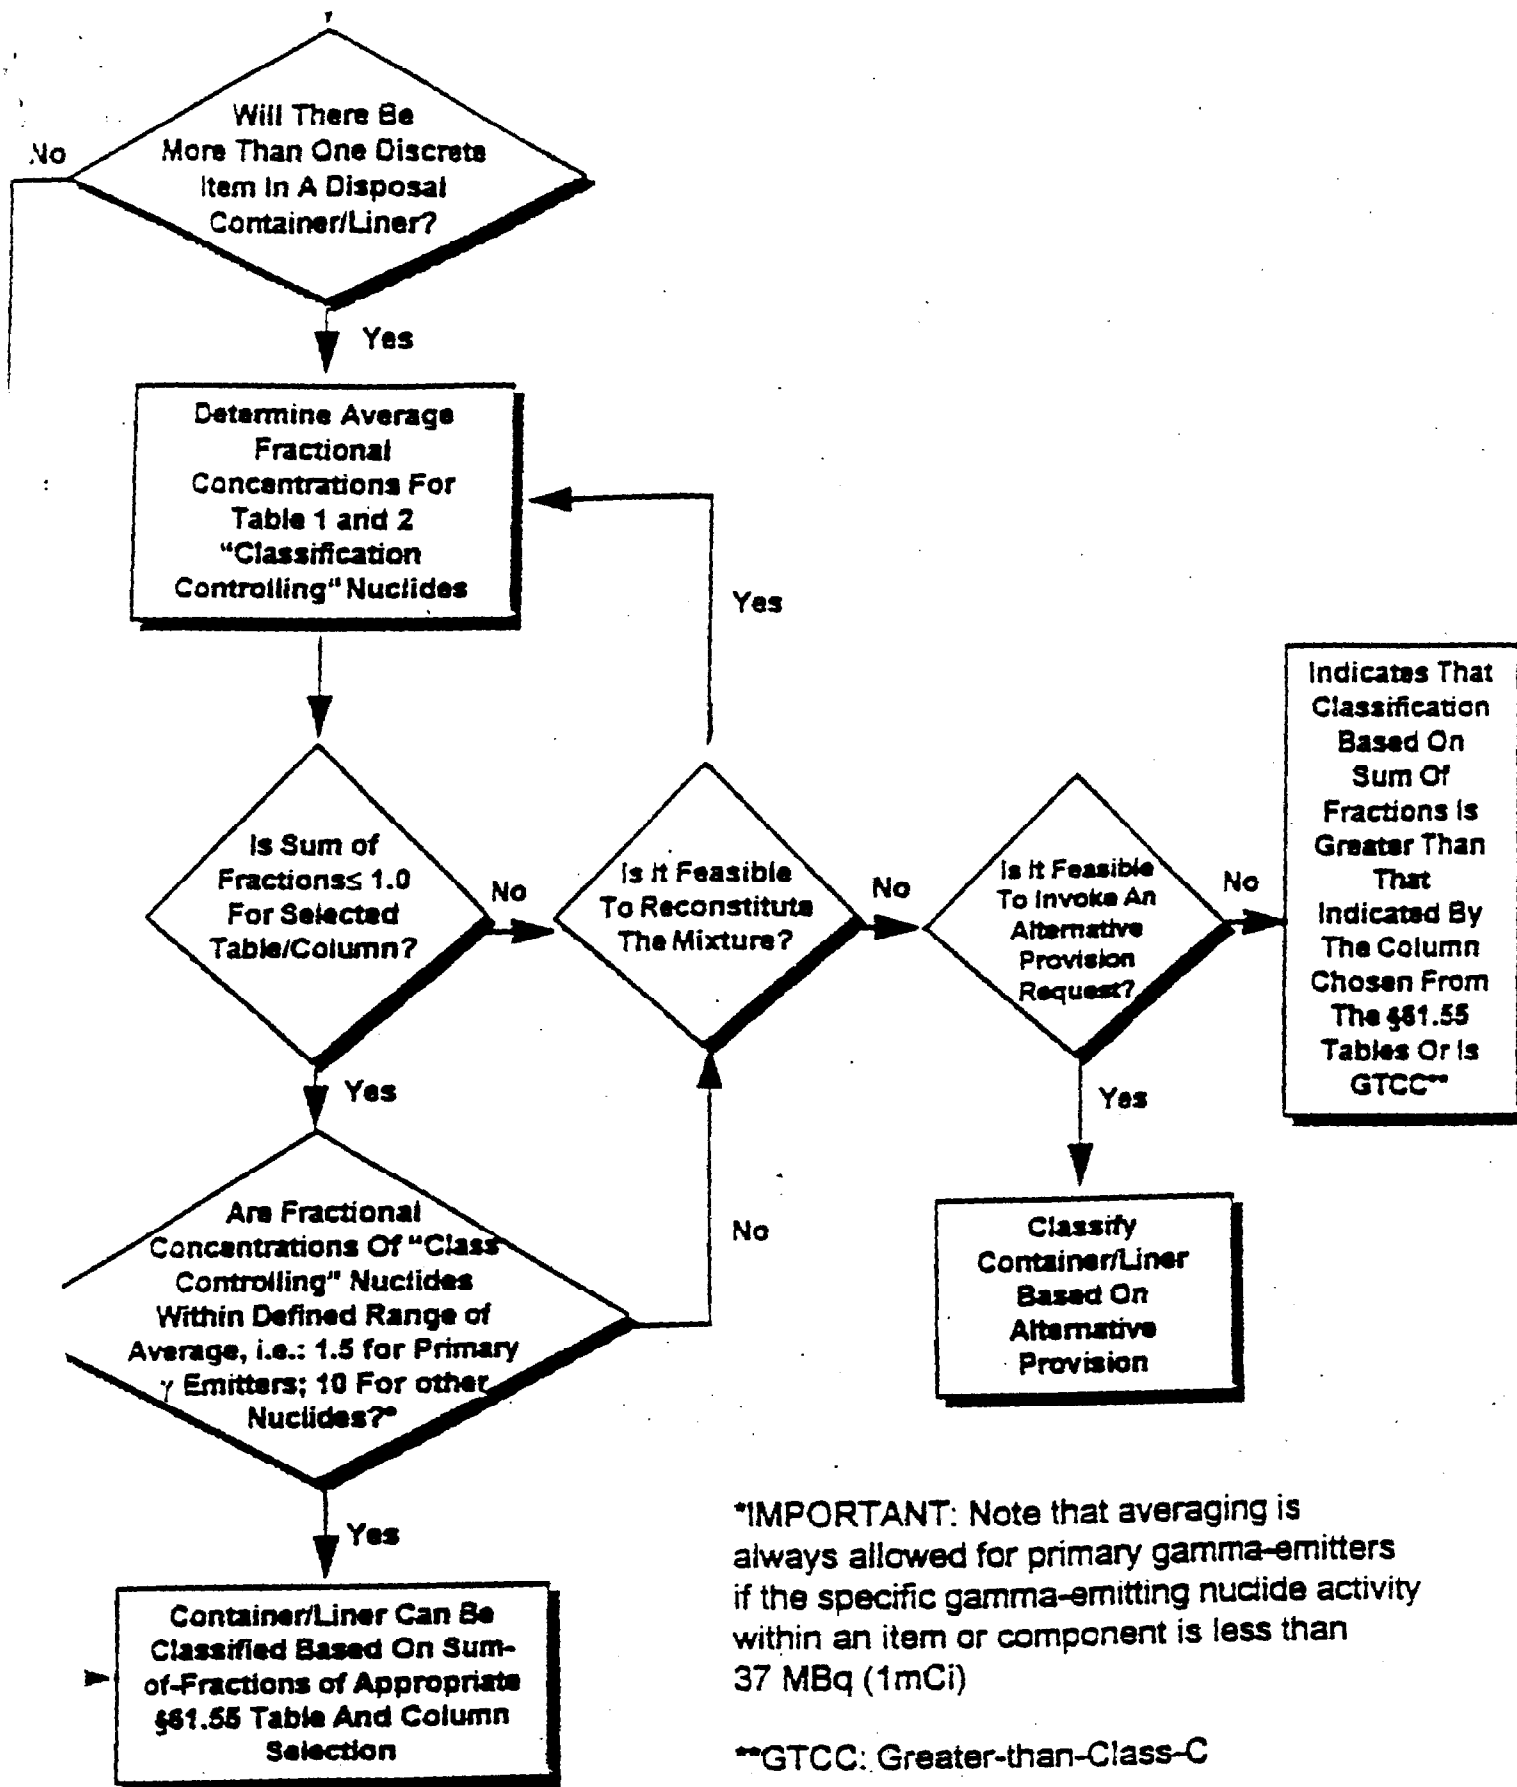 Will There Be
More Than One Discrete
Item In A Disposal
Container/Liner?
No
Yes
Determine Average
Fractional
Concentrations For
Table 1 and 2
“Classification
Controlling” Nuclides
Yes
Is Sum of
Fractions≤ 1.0
For Selected
Table/Column?
No
Is It Feasible
To Reconstitute
The Mixture?
No
Is It Feasible
To Invoke An
Alternative
Provision
Request?
No
Indicates That
Classification
Based On
Sum Of
Fractions Is
Greater Than
That
Indicated By
The Column
Chosen From
The §61.55
Tables Or Is
GTCC**
Yes
Are Fractional
Concentrations Of “Class
Controlling” Nuclides
Within Defined Range of
Average, i.e.: 1.5 for Primary
γ Emitters; 10 For other
Nuclides?*
No
Yes
Classify
Container/Liner
Based On
Alternative
Provision
Yes
Container/Liner Can Be
Classified Based On Sum-
of-Fractions of Appropriate
§61.55 Table And Column
Selection
*IMPORTANT: Note that averaging is
always allowed for primary gamma-emitters
if the specific gamma-emitting nuclide activity
within an item or component is less than
37 MBq (1mCi)
**GTCC: Greater-than-Class-C